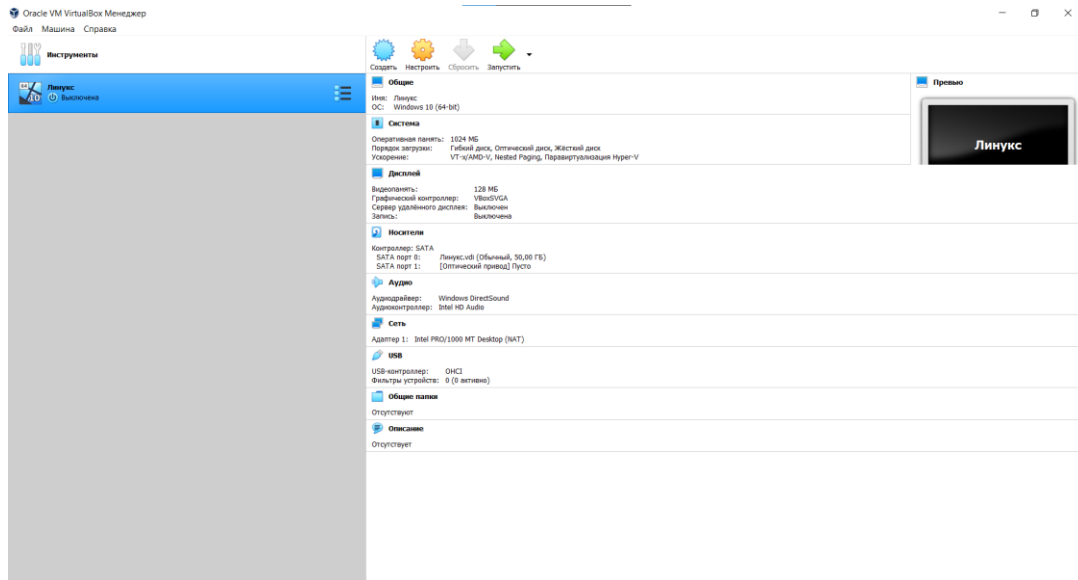 Oracle VM VirtualBox Менеджер
Файл Машина Справка
Инструменты
Создать Настроить Сбросить Запустить
64
10
Линукс
Выключена
Общие
Имя: Линукс
ОС: Windows 10 (64-bit)
Превью
Линукс
Система
Оперативная память: 1024 МБ
Порядок загрузки: Гибкий диск, Оптический диск, Жёсткий диск
Ускорение: VT-x/AMD-V, Nested Paging, Паравиртуализация Hyper-V
Дисплей
Видеопамять: 128 МБ
Графический контроллер: VBoxSVGA
Сервер удалённого дисплея: Выключен
Запись: Выключена
Носители
Контроллер: SATA
SATA порт 0: Линукс.vdi (Обычный, 50,00 ГБ)
SATA порт 1: [Оптический привод] Пусто
Аудио
Аудиодрайвер: Windows DirectSound
Аудиоконтроллер: Intel HD Audio
Сеть
Адаптер 1: Intel PRO/1000 MT Desktop (NAT)
USB
USB-контроллер: OHCI
Фильтры устройств: 0 (0 активно)
Общие папки
Отсутствуют
Описание
Отсутствует